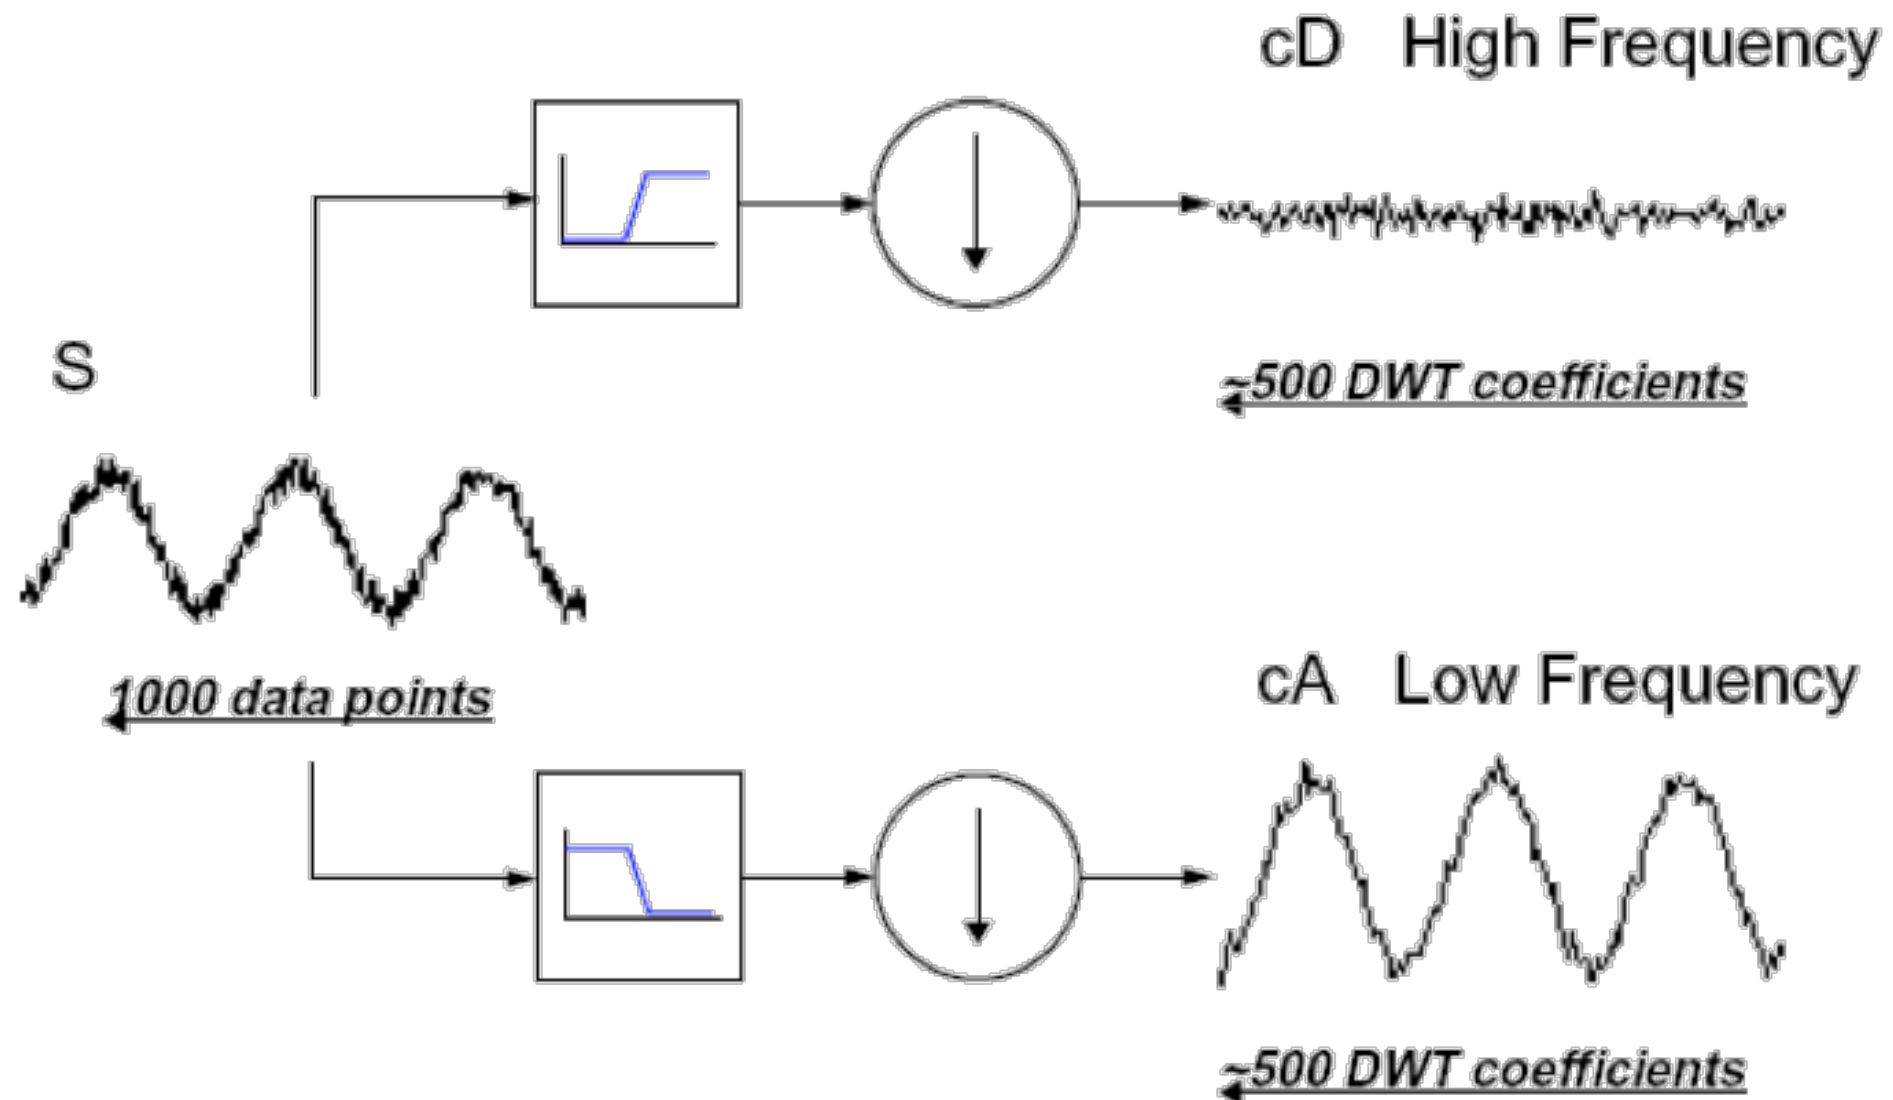 cD High Frequency
S
~500 DWT coefficients
1000 data points
cA Low Frequency
~500 DWT coefficients